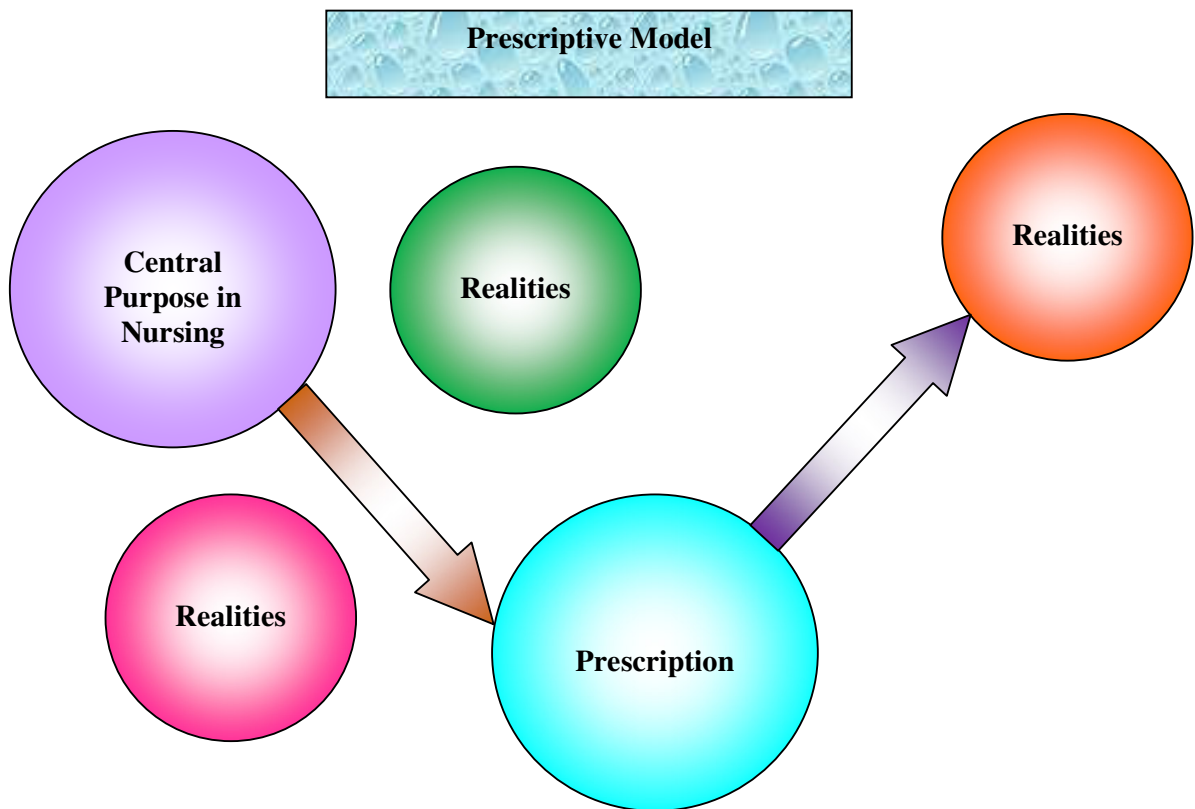 Prescriptive Model
Central
Purpose in
Nursing
Realities
Realities
Realities
Prescription